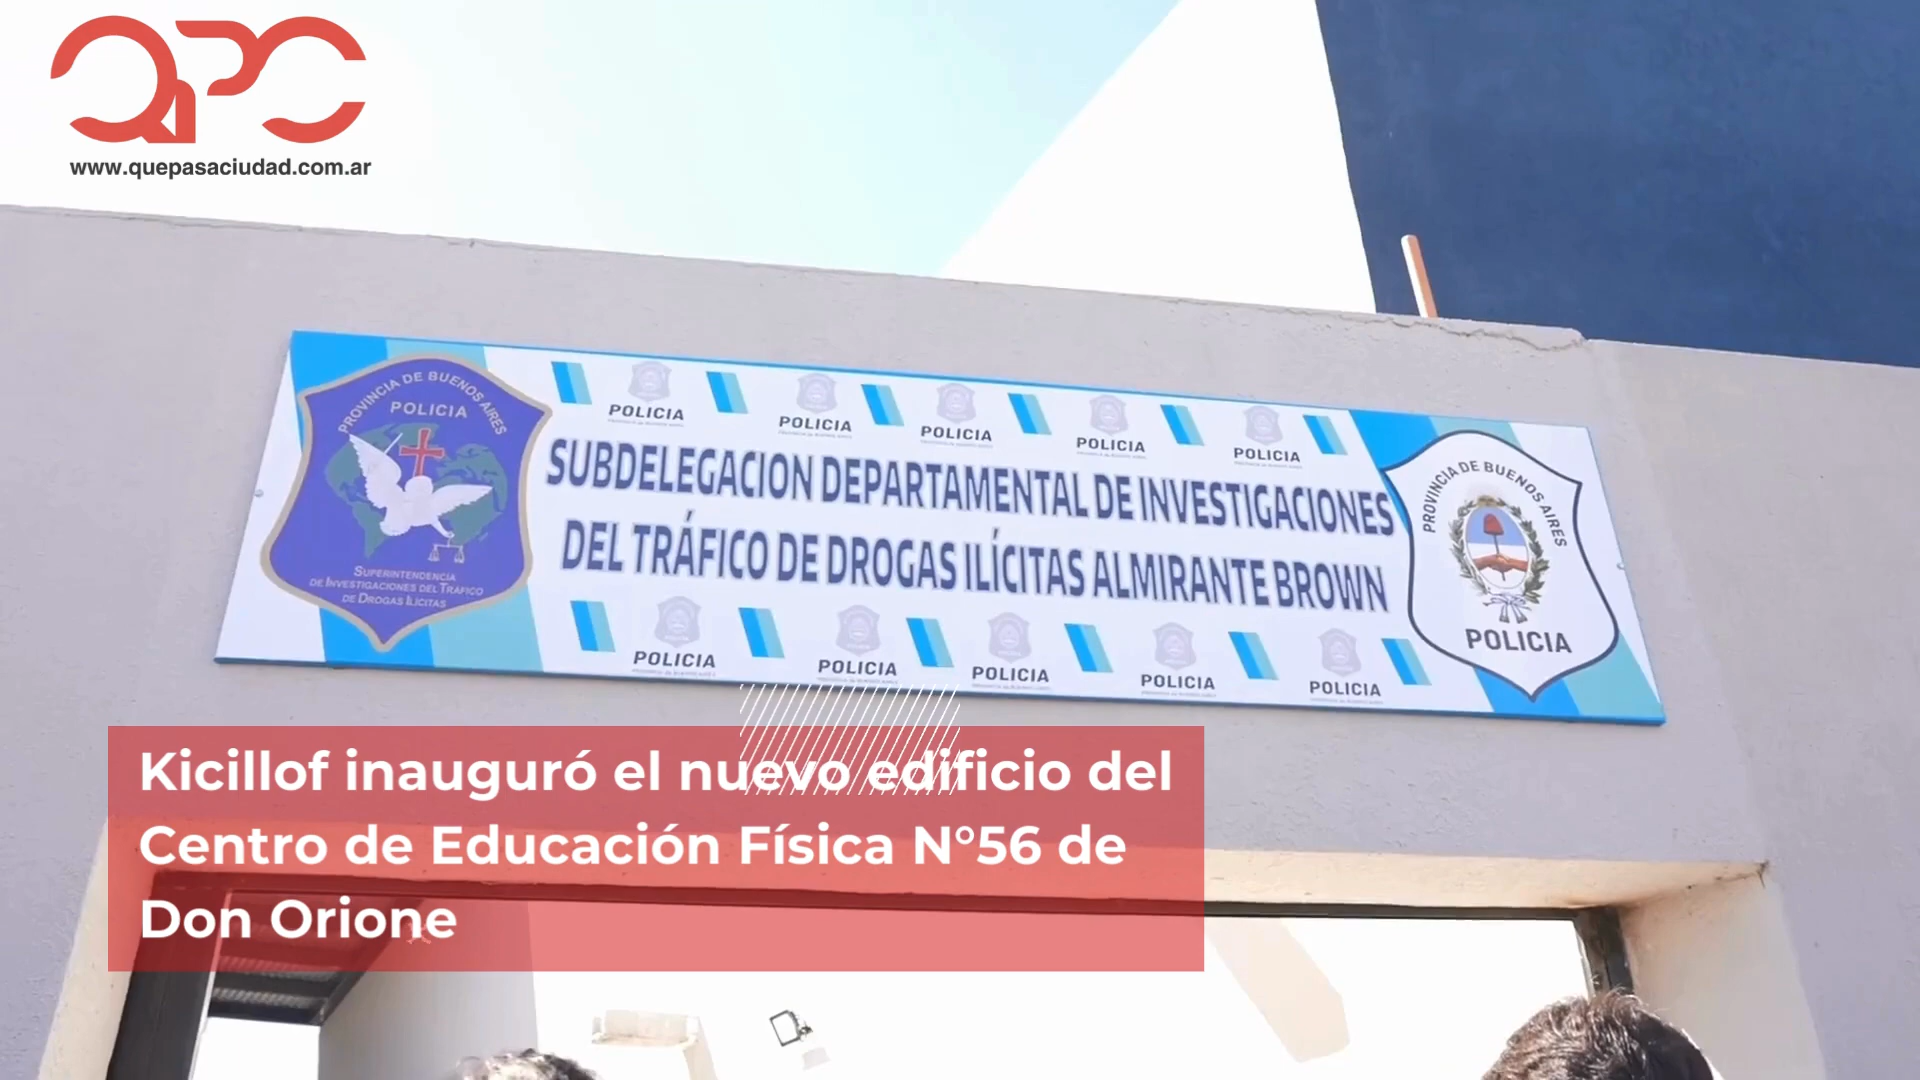 QPC
www.quepasaciudad.com.ar
PROVINCIA DE BUENOS AIRES
POLICIA
SUPERINTENDENCIA
DE INVESTIGACIONES DEL TRAFICO
DE DROGAS ILICITAS
POLICIA POLICIA POLICIA POLICIA POLICIA
SUBDELEGACION DEPARTAMENTAL DE INVESTIGACIONES
DEL TRÁFICO DE DROGAS ILÍCITAS ALMIRANTE BROWN
POLICIA POLICIA POLICIA POLICIA POLICIA
PROVINCIA DE BUENOS AIRES
POLICIA
Kicillof inauguró el nuevo edificio del
Centro de Educación Física N°56 de
Don Orione